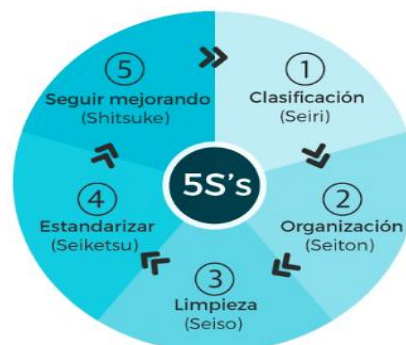 1
Clasificación
(Seiri)
2
Organización
(Seiton)
3
Limpieza
(Seiso)
4
Estandarizar
(Seiketsu)
5
Seguir mejorando
(Shitsuke)
5S's